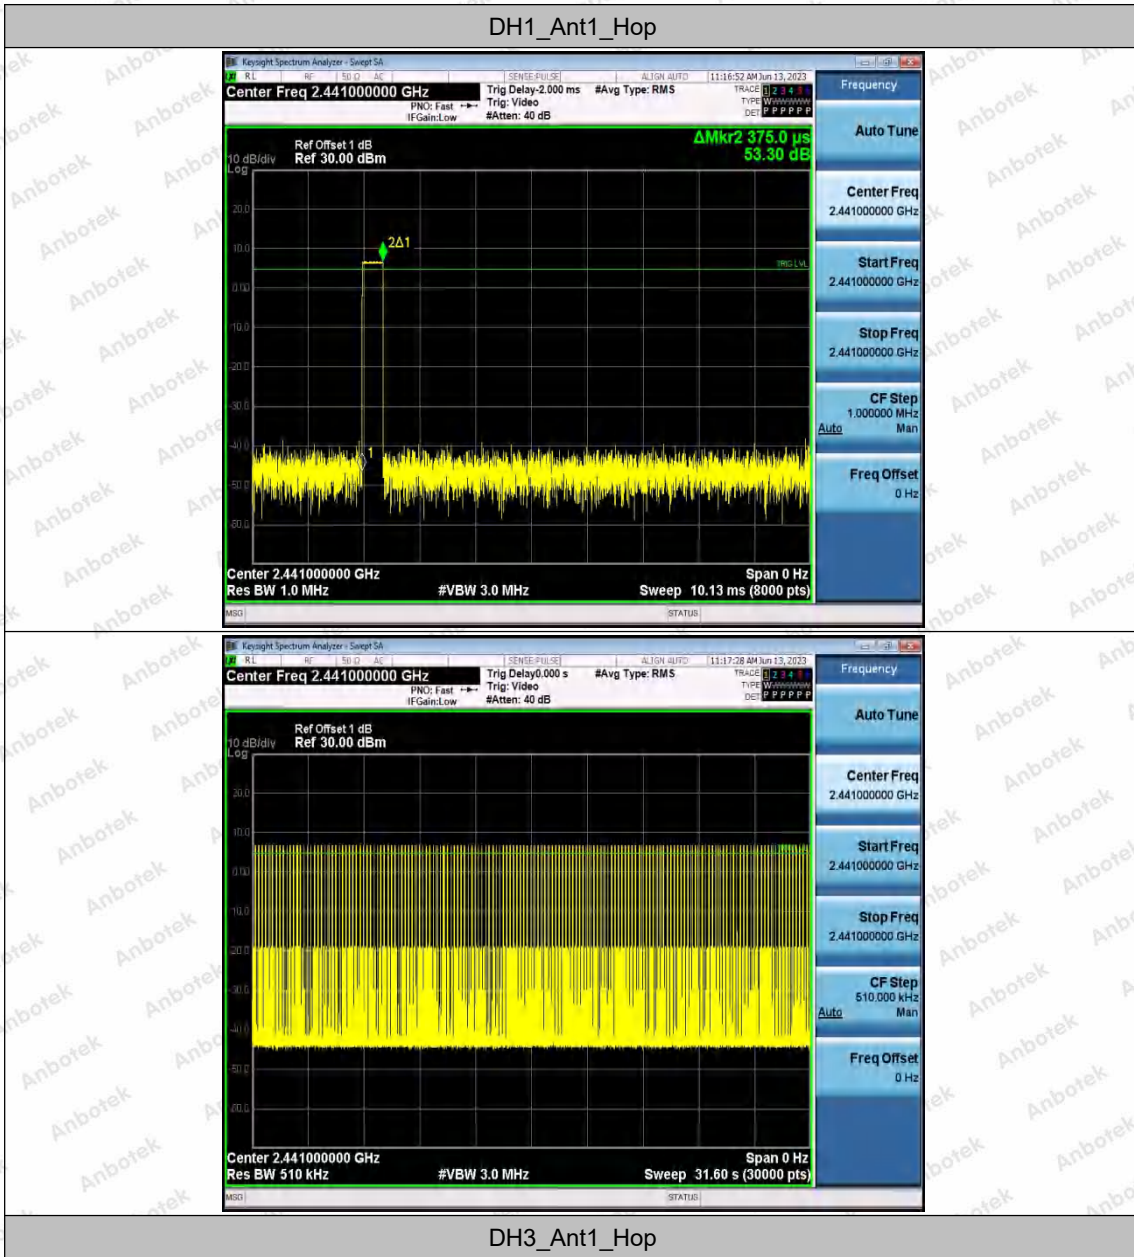 DH1_Ant1_Hop
Keysight Spectrum Analyzer - Swept SA
RL RF 50 Ω AC SENSE:PULSE ALIGN AUTO 11:16:52 AM Jun 13, 2023
Center Freq 2.441000000 GHz
Trig Delay-2.000 ms #Avg Type: RMS
TRACE 1 2 3 4 5 6
PNO: Fast Trig: Video
TYPE WWWWWW
IFGain:Low #Atten: 40 dB
DET P P P P P P
Frequency
Auto Tune
ΔMkr2 375.0 µs
53.30 dB
Ref Offset 1 dB
10 dB/div Ref 30.00 dBm
Log
20.0
10.0
0.00
-10.0
-20.0
-30.0
-40.0
-50.0
-60.0
2Δ1
TRIG LVL
1
Center Freq
2.441000000 GHz
Start Freq
2.441000000 GHz
Stop Freq
2.441000000 GHz
CF Step
1.000000 MHz
Auto Man
Freq Offset
0 Hz
Center 2.441000000 GHz Span 0 Hz
Res BW 1.0 MHz #VBW 3.0 MHz Sweep 10.13 ms (8000 pts)
MSG STATUS
Keysight Spectrum Analyzer - Swept SA
RL RF 50 Ω AC SENSE:PULSE ALIGN AUTO 11:17:28 AM Jun 13, 2023
Center Freq 2.441000000 GHz
Trig Delay0.000 s #Avg Type: RMS
TRACE 1 2 3 4 5 6
PNO: Fast Trig: Video
TYPE WWWWWW
IFGain:Low #Atten: 40 dB
DET P P P P P P
Frequency
Auto Tune
Ref Offset 1 dB
10 dB/div Ref 30.00 dBm
Log
20.0
10.0
0.00
-10.0
-20.0
-30.0
-40.0
-50.0
-60.0
Center Freq
2.441000000 GHz
Start Freq
2.441000000 GHz
Stop Freq
2.441000000 GHz
CF Step
510.000 kHz
Auto Man
Freq Offset
0 Hz
Center 2.441000000 GHz Span 0 Hz
Res BW 510 kHz #VBW 3.0 MHz Sweep 31.60 s (30000 pts)
MSG STATUS
DH3_Ant1_Hop
Anbotek